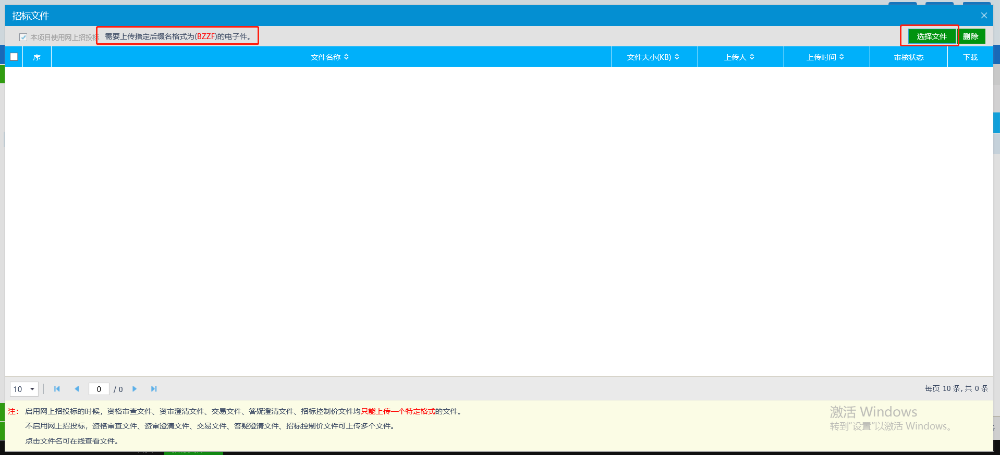 招标文件
本项目使用网上招投标 需要上传指定后缀名格式为(BZZF)的电子件。 选择文件 删除
序 文件名称 文件大小(KB) 上传人 上传时间 审核状态 下载
10 0 / 0 每页 10 条, 共 0 条
注： 启用网上招投标的时候，资格审查文件、资审澄清文件、交易文件、答疑澄清文件、招标控制价文件均只能上传一个特定格式的文件。
不启用网上招投标，资格审查文件、资审澄清文件、交易文件、答疑澄清文件、招标控制价文件可上传多个文件。
点击文件名可在线查看文件。
激活 Windows
转到“设置”以激活 Windows。